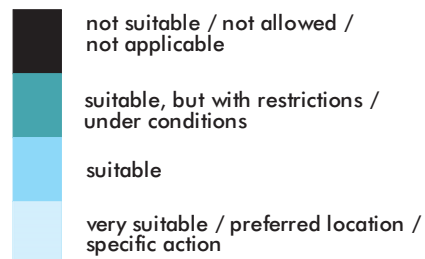 not suitable / not allowed /
not applicable
suitable, but with restrictions /
under conditions
suitable
very suitable / preferred location /
specific action